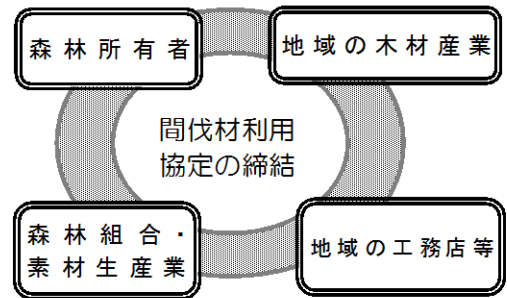 森林所有者
地域の木材産業
間伐材利用
協定の締結
森林組合・
素材生産業
地域の工務店等